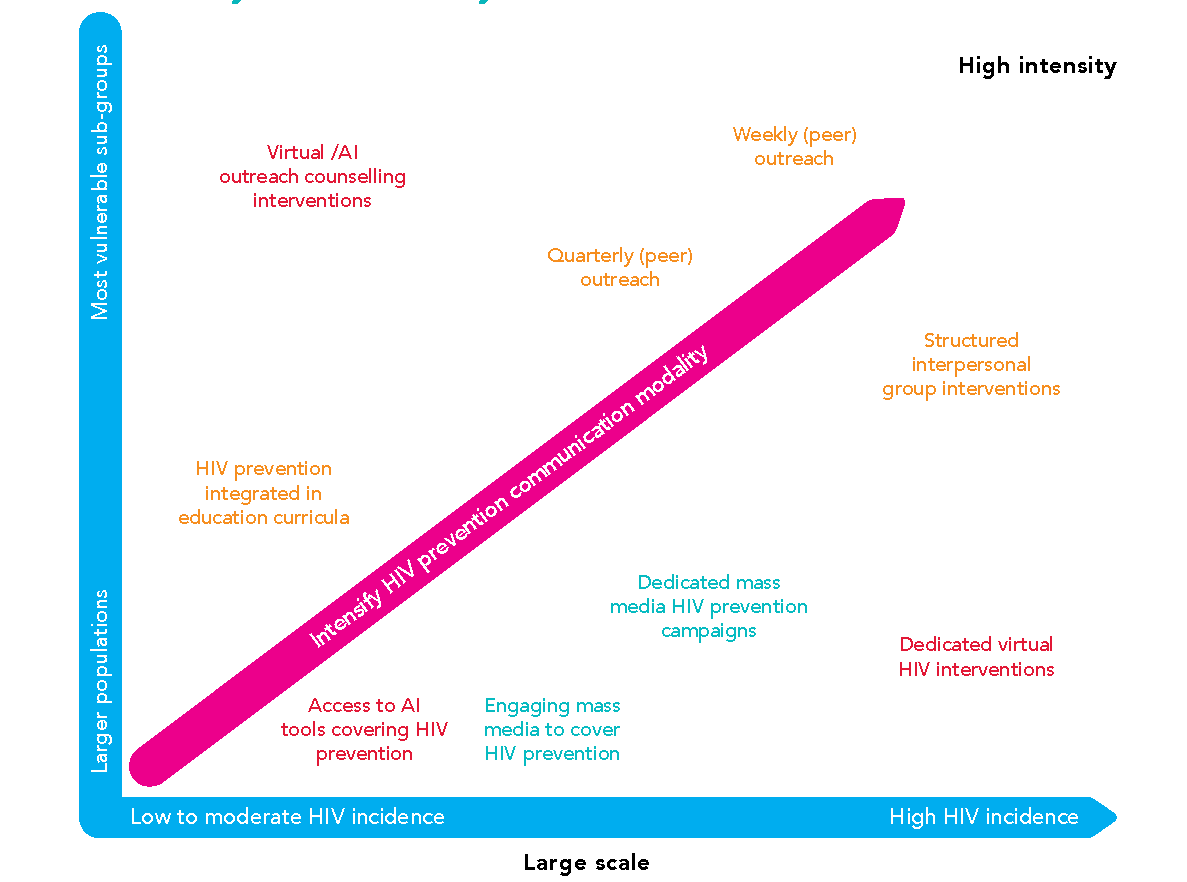 Most vulnerable sub-groups
Larger populations
High intensity
Weekly (peer)
outreach
Virtual /AI
outreach counselling
interventions
Quarterly (peer)
outreach
Structured
interpersonal
group interventions
Intensify HIV prevention communication modality
HIV prevention
integrated in
education curricula
Dedicated mass
media HIV prevention
campaigns
Dedicated virtual
HIV interventions
Access to AI
tools covering HIV
prevention
Engaging mass
media to cover
HIV prevention
Low to moderate HIV incidence
High HIV incidence
Large scale